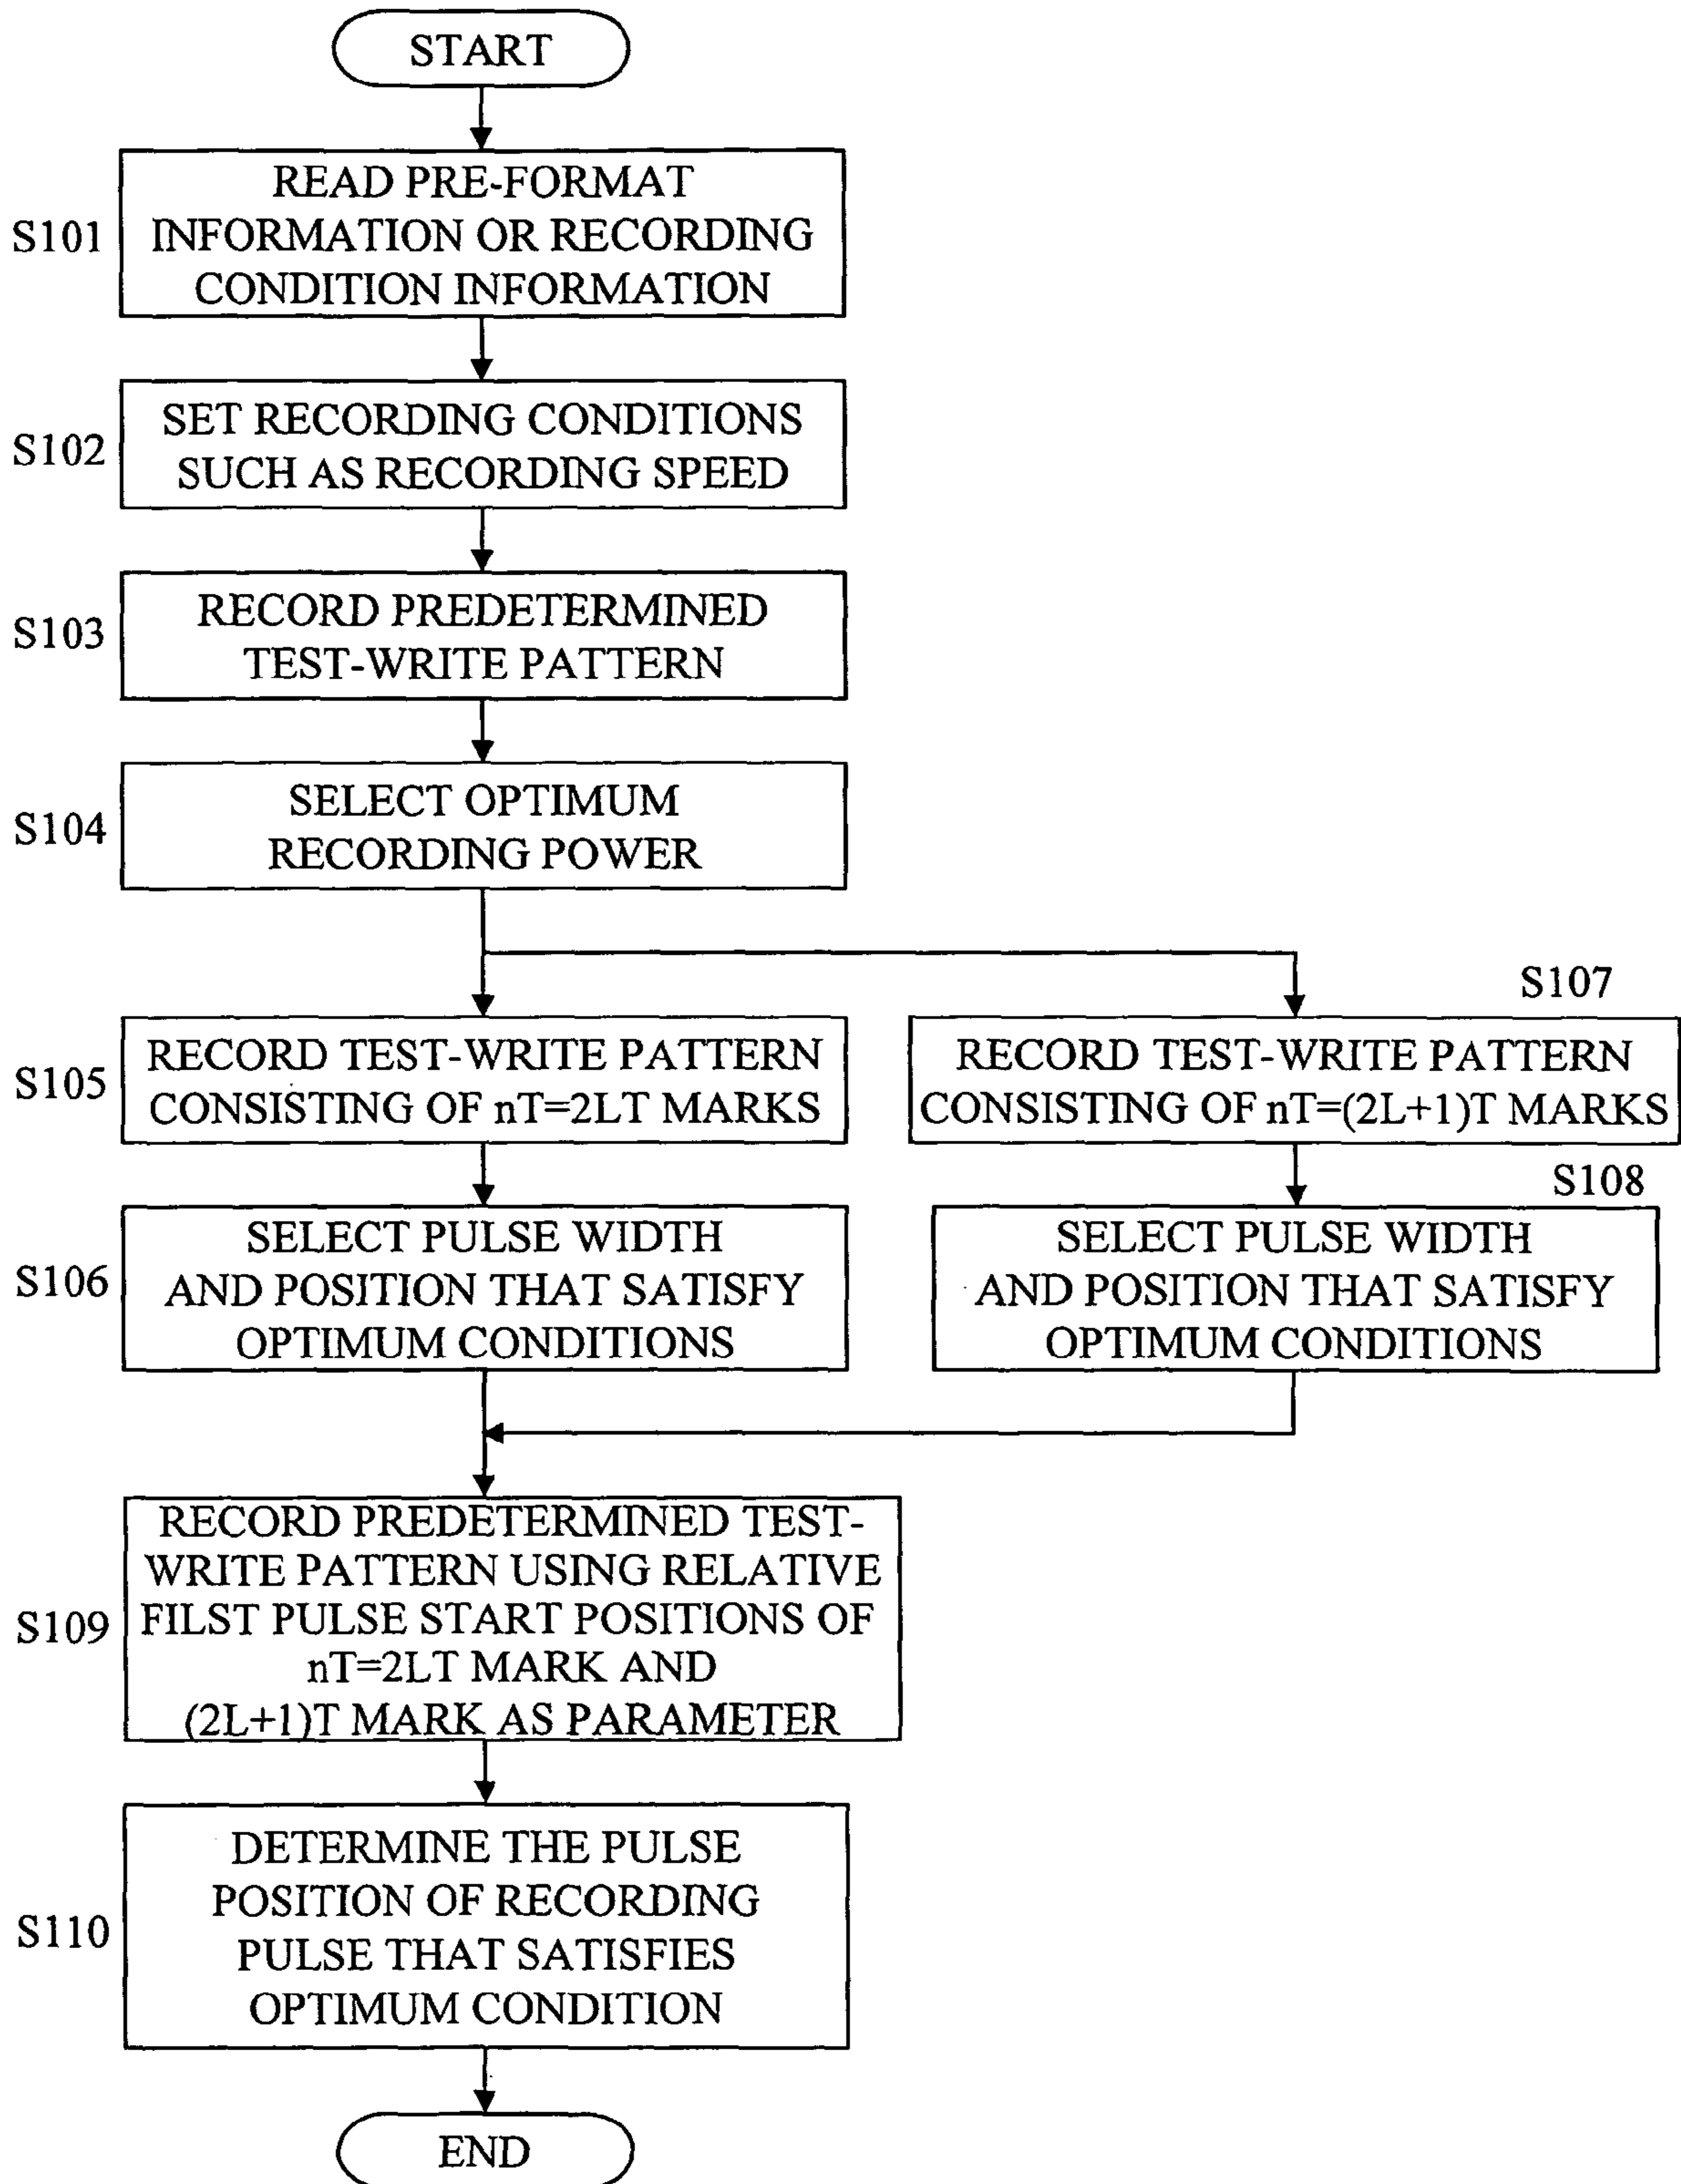 START
S101
READ PRE-FORMAT
INFORMATION OR RECORDING
CONDITION INFORMATION
S102
SET RECORDING CONDITIONS
SUCH AS RECORDING SPEED
S103
RECORD PREDETERMINED
TEST-WRITE PATTERN
S104
SELECT OPTIMUM
RECORDING POWER
S105
RECORD TEST-WRITE PATTERN
CONSISTING OF nT=2LT MARKS
S106
SELECT PULSE WIDTH
AND POSITION THAT SATISFY
OPTIMUM CONDITIONS
S107
RECORD TEST-WRITE PATTERN
CONSISTING OF nT=(2L+1)T MARKS
S108
SELECT PULSE WIDTH
AND POSITION THAT SATISFY
OPTIMUM CONDITIONS
S109
RECORD PREDETERMINED TEST-
WRITE PATTERN USING RELATIVE
FILST PULSE START POSITIONS OF
nT=2LT MARK AND
(2L+1)T MARK AS PARAMETER
S110
DETERMINE THE PULSE
POSITION OF RECORDING
PULSE THAT SATISFIES
OPTIMUM CONDITION
END